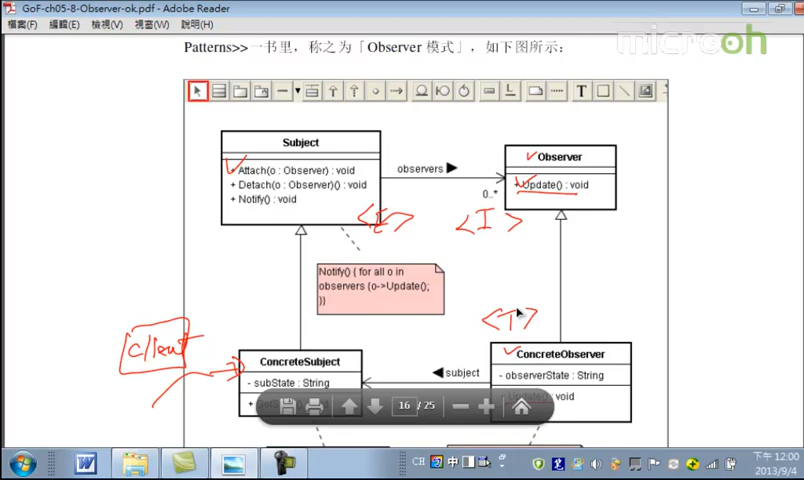 GoF-ch05-8-Observer-ok.pdf - Adobe Reader
檔案(F) 編輯(E) 檢視(V) 視窗(W) 說明(H)
microoh
Patterns>> 一书里，称之为「Observer 模式」，如下图所示：
T
Subject
+ Attach(o : Observer) : void
+ Detach(o : Observer)() : void
+ Notify() : void
observers
0..*
Observer
+ Update() : void
<E>
<I>
Notify() { for all o in
observers {o->Update();
}}
<T>
Client
ConcreteSubject
- subState : String
subject
ConcreteObserver
- observerState : String
+ Update() : void
16 / 25
CH 中
下午 12:00
2013/9/4